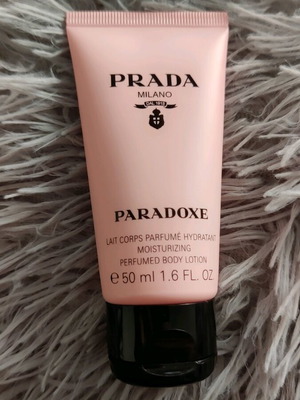 PRADA
MILANO
DAL 1913
PARADOXE
LAIT CORPS PARFUMÉ HYDRATANT
MOISTURIZING
PERFUMED BODY LOTION
℮ 50 ml 1.6 FL. OZ